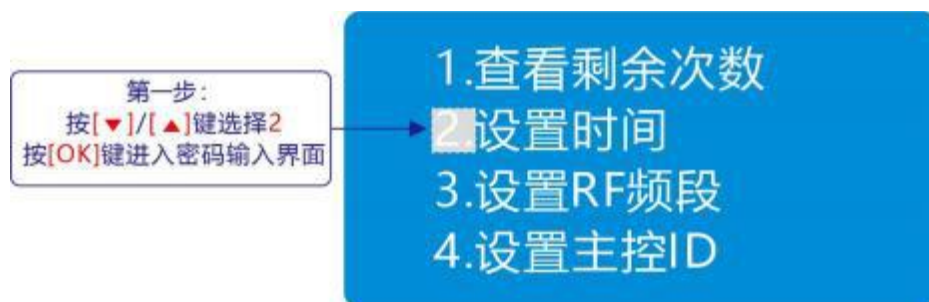 第一步:
按[▼]/[▲]键选择2
按[OK]键进入密码输入界面
1.查看剩余次数
2.设置时间
3.设置RF频段
4.设置主控ID